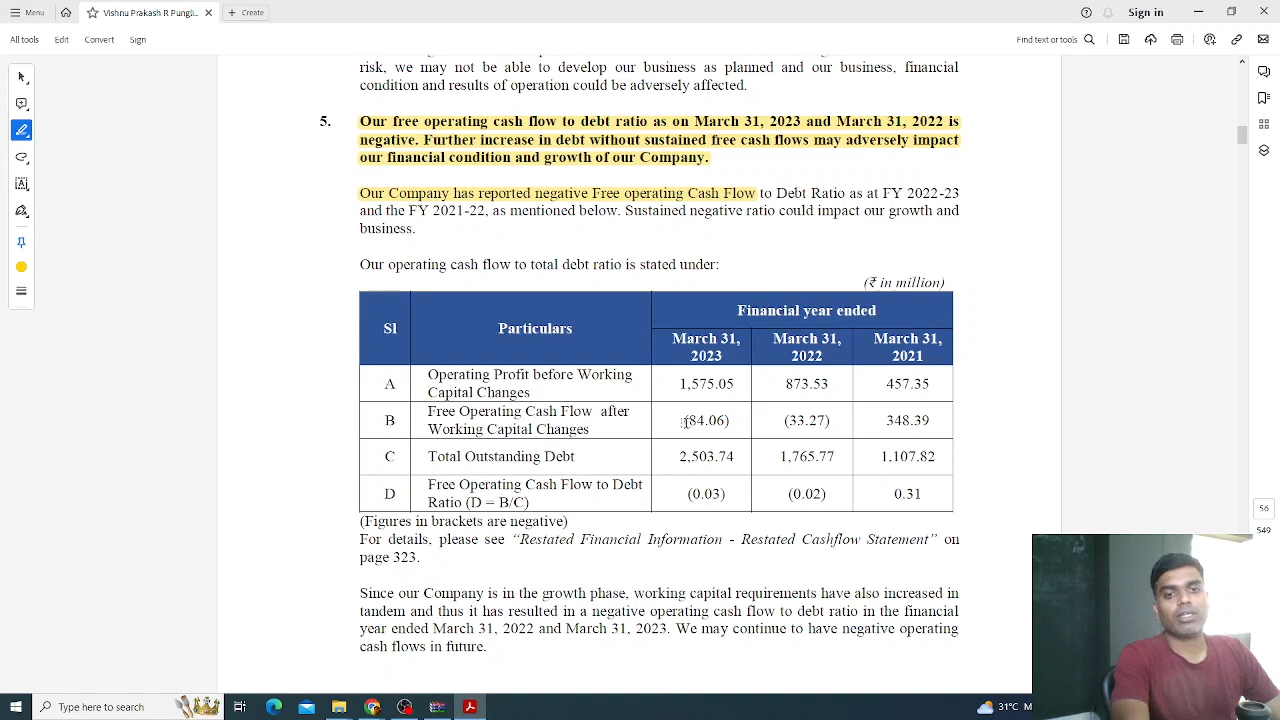 Menu
Vishnu Prakash R Pungli...
Create
Sign in
All tools
Edit
Convert
Sign
Find text or tools
risk, we may not be able to develop our business as planned and our business, financial
condition and results of operation could be adversely affected.
5. Our free operating cash flow to debt ratio as on March 31, 2023 and March 31, 2022 is
negative. Further increase in debt without sustained free cash flows may adversely impact
our financial condition and growth of our Company.
Our Company has reported negative Free operating Cash Flow to Debt Ratio as at FY 2022-23
and the FY 2021-22, as mentioned below. Sustained negative ratio could impact our growth and
business.
Our operating cash flow to total debt ratio is stated under:
(₹ in million)
Sl
Particulars
Financial year ended
March 31,
2023
March 31,
2022
March 31,
2021
A
Operating Profit before Working
Capital Changes
1,575.05
873.53
457.35
B
Free Operating Cash Flow after
Working Capital Changes
(84.06)
(33.27)
348.39
C
Total Outstanding Debt
2,503.74
1,765.77
1,107.82
D
Free Operating Cash Flow to Debt
Ratio (D = B/C)
(0.03)
(0.02)
0.31
(Figures in brackets are negative)
For details, please see “Restated Financial Information - Restated Cashflow Statement” on
page 323.
Since our Company is in the growth phase, working capital requirements have also increased in
tandem and thus it has resulted in a negative operating cash flow to debt ratio in the financial
year ended March 31, 2022 and March 31, 2023. We may continue to have negative operating
cash flows in future.
56
549
Type here to search
31°C M